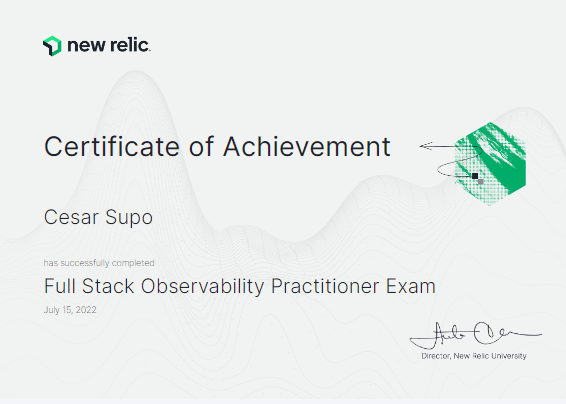 new relic.
Certificate of Achievement
Cesar Supo
has successfully completed
Full Stack Observability Practitioner Exam
July 15, 2022
Director, New Relic University